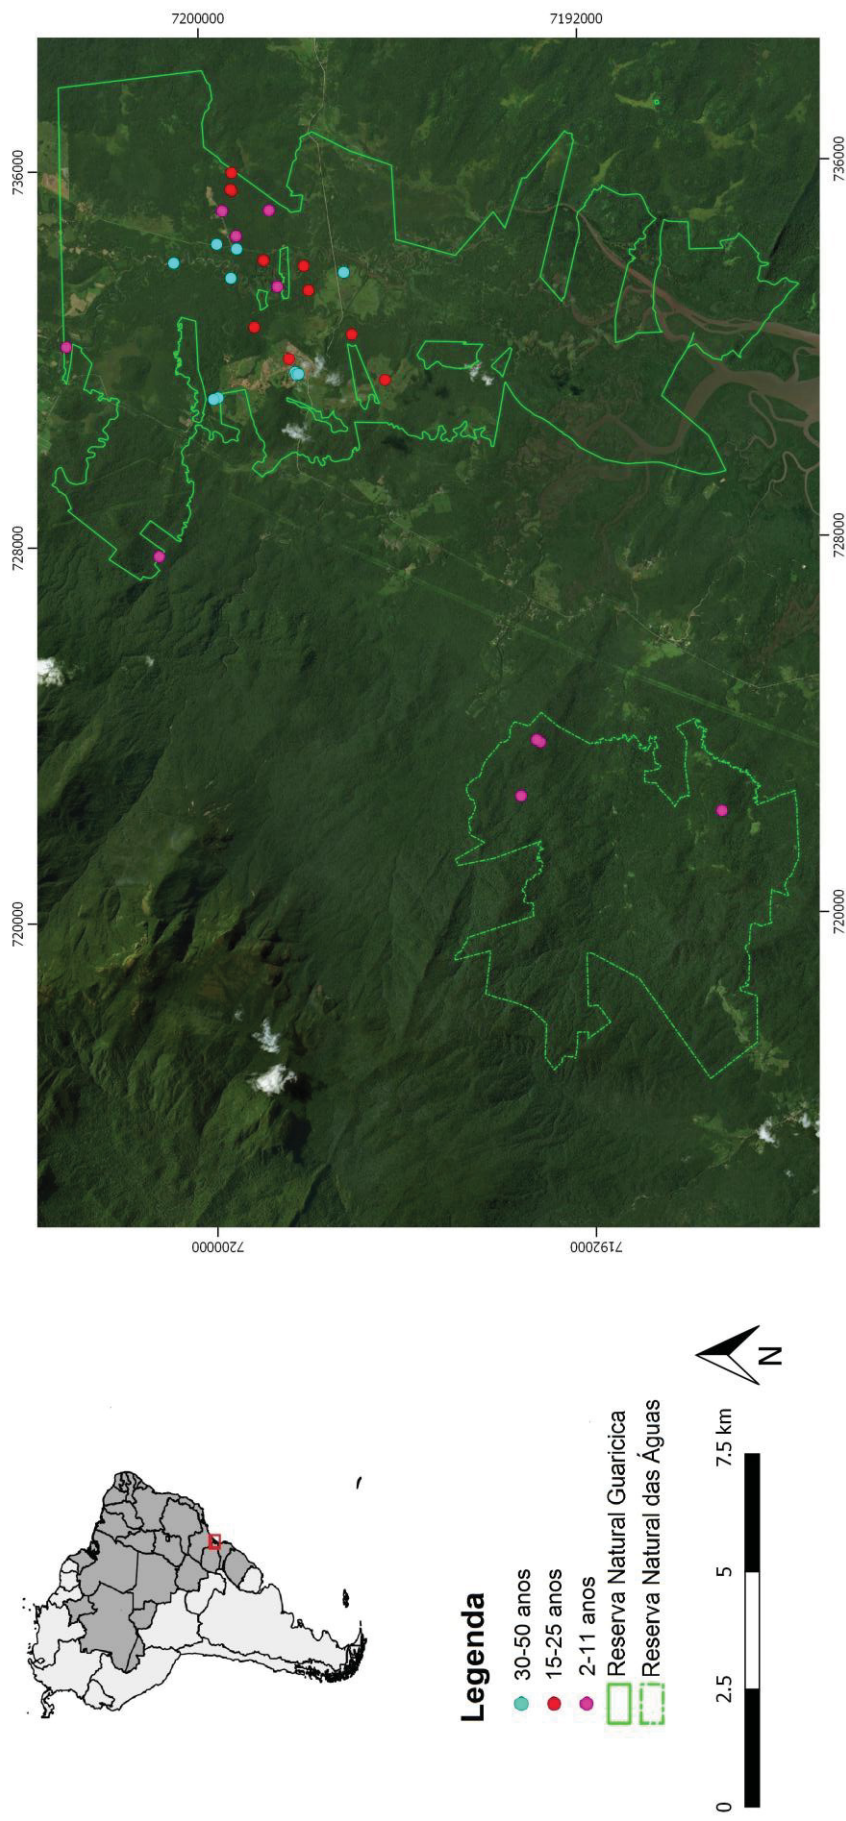 7200000
7192000
736000
736000
728000
728000
720000
720000
7200000
7192000
Legenda
30-50 anos
15-25 anos
2-11 anos
Reserva Natural Guaricica
Reserva Natural das Águas
N
0
2.5
5
7.5 km